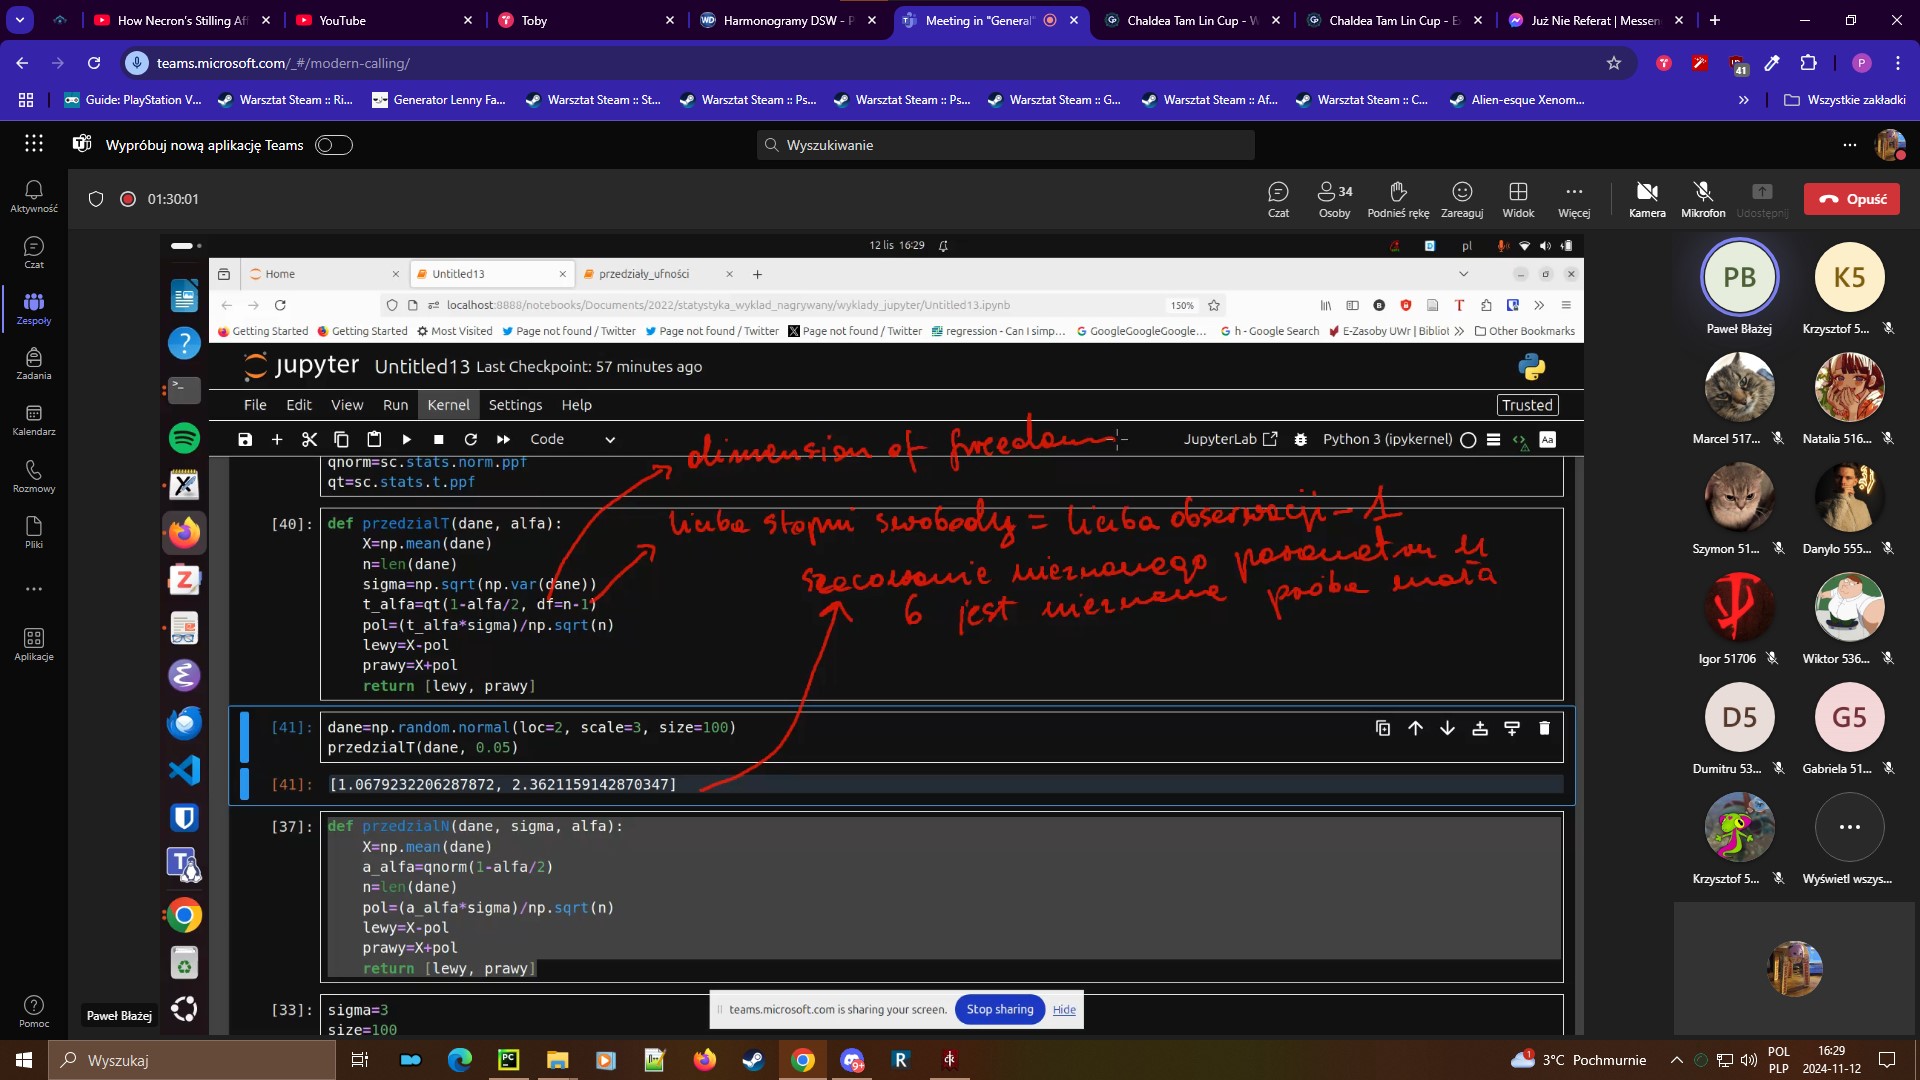 How Necron's Stilling Aff
YouTube
Toby
Harmonogramy DSW - P
Meeting in "General"
Chaldea Tam Lin Cup - W
Chaldea Tam Lin Cup - E
Już Nie Referat | Messen
teams.microsoft.com/_#/modern-calling/
41
P
Guide: PlayStation V...
Warsztat Steam :: Ri...
Generator Lenny Fa...
Warsztat Steam :: St...
Warsztat Steam :: Ps...
Warsztat Steam :: Ps...
Warsztat Steam :: G...
Warsztat Steam :: Af...
Warsztat Steam :: C...
Alien-esque Xenom...
Wszystkie zakładki
Wypróbuj nową aplikację Teams
Wyszukiwanie
Aktywność
Czat
Zespoły
Zadania
Kalendarz
Rozmowy
Pliki
Aplikacje
Pomoc
01:30:01
Czat
34
Osoby
Podnieś rękę
Zareaguj
Widok
Więcej
Kamera
Mikrofon
Udostępnij
Opuść
12 lis 16:29
pl
Home
Untitled13
przedziały_ufności
localhost:8888/notebooks/Documents/2022/statystyka_wyklad_nagrywany/wyklady_jupyter/Untitled13.ipynb
150%
Getting Started
Getting Started
Most Visited
Page not found / Twitter
Page not found / Twitter
Page not found / Twitter
regression - Can I simp...
GoogleGoogleGoogle...
h - Google Search
E-Zasoby UWr | Bibliot
Other Bookmarks
jupyter Untitled13 Last Checkpoint: 57 minutes ago
File Edit View Run Kernel Settings Help
Trusted
Code
JupyterLab
Python 3 (ipykernel)
dimension of freedom
qnorm=sc.stats.norm.ppf
qt=sc.stats.t.ppf
liczba stopni swobody = liczba obserwacji - 1
szacowanie nieznanego parametru μ
σ jest nieznane próba mała
[40]:
def przedzialT(dane, alfa):
X=np.mean(dane)
n=len(dane)
sigma=np.sqrt(np.var(dane))
t_alfa=qt(1-alfa/2, df=n-1)
pol=(t_alfa*sigma)/np.sqrt(n)
lewy=X-pol
prawy=X+pol
return [lewy, prawy]
[41]:
dane=np.random.normal(loc=2, scale=3, size=100)
przedzialT(dane, 0.05)
[41]:
[1.0679232206287872, 2.3621159142870347]
[37]:
def przedzialN(dane, sigma, alfa):
X=np.mean(dane)
a_alfa=qnorm(1-alfa/2)
n=len(dane)
pol=(a_alfa*sigma)/np.sqrt(n)
lewy=X-pol
prawy=X+pol
return [lewy, prawy]
[33]:
sigma=3
size=100
teams.microsoft.com is sharing your screen.
Stop sharing
Hide
Paweł Błażej
PB
Paweł Błażej
K5
Krzysztof 5...
Marcel 517...
Natalia 516...
Szymon 51...
Danylo 555...
Igor 51706
Wiktor 536...
D5
Dumitru 53...
G5
Gabriela 51...
Krzysztof 5...
Wyświetl wszys...
Wyszukaj
3°C Pochmurnie
POL
PLP
16:29
2024-11-12